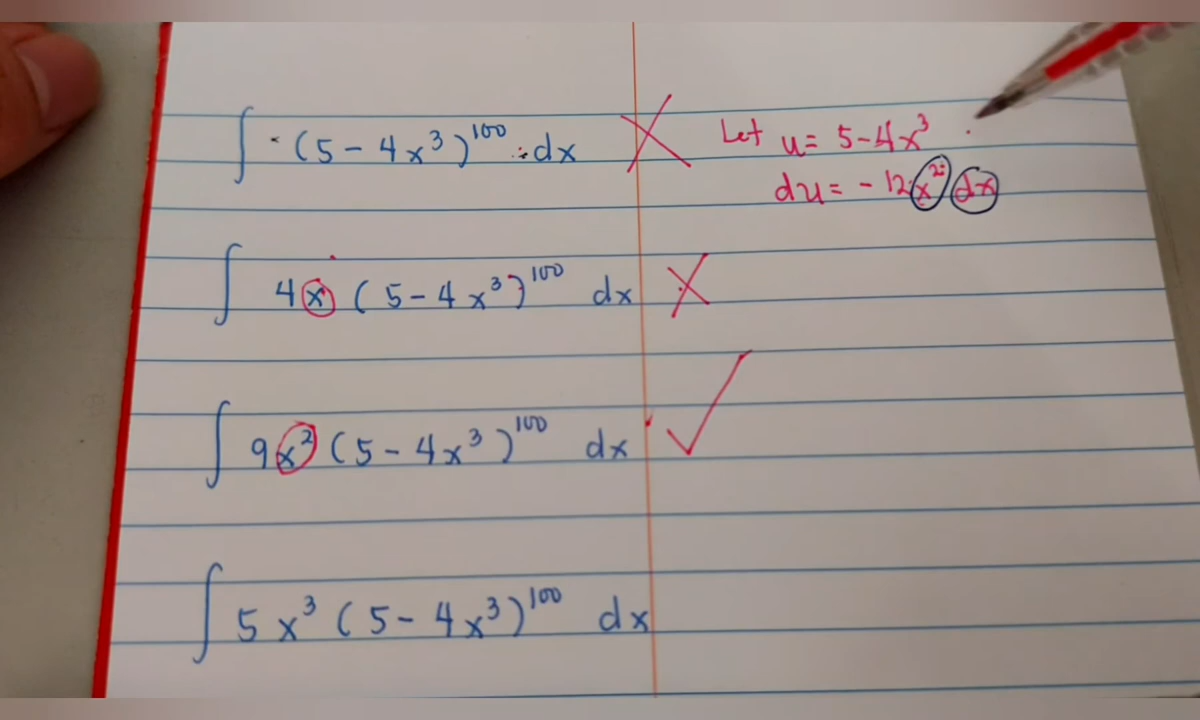 ∫ (5 - 4x³)¹⁰⁰ . dx ✗ Let u = 5 - 4x³
du = - 12x² dx
∫ 4x (5 - 4x³)¹⁰⁰ dx ✗
∫ 9x² (5 - 4x³)¹⁰⁰ dx ✓
∫ 5x³ (5 - 4x³)¹⁰⁰ dx